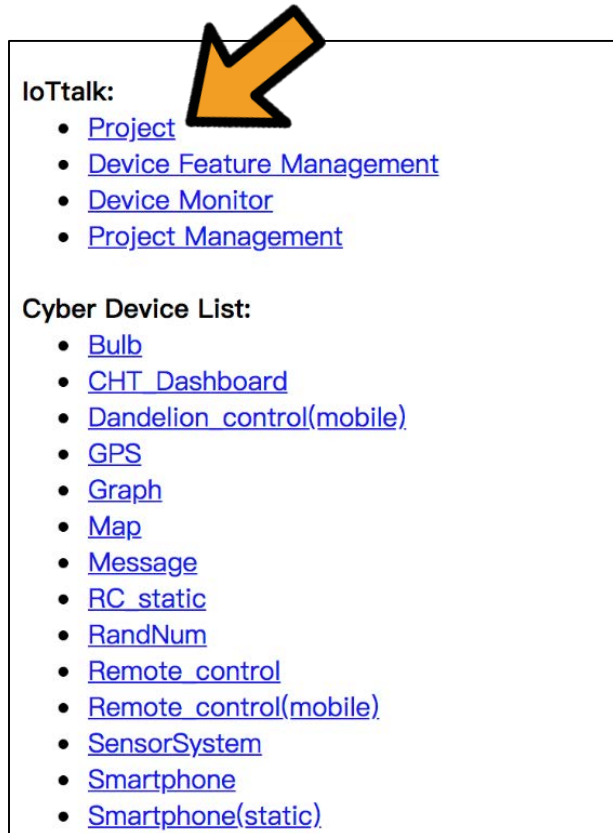 IoTtalk:
• Project
• Device Feature Management
• Device Monitor
• Project Management
Cyber Device List:
• Bulb
• CHT_Dashboard
• Dandelion_control(mobile)
• GPS
• Graph
• Map
• Message
• RC_static
• RandNum
• Remote_control
• Remote_control(mobile)
• SensorSystem
• Smartphone
• Smartphone(static)